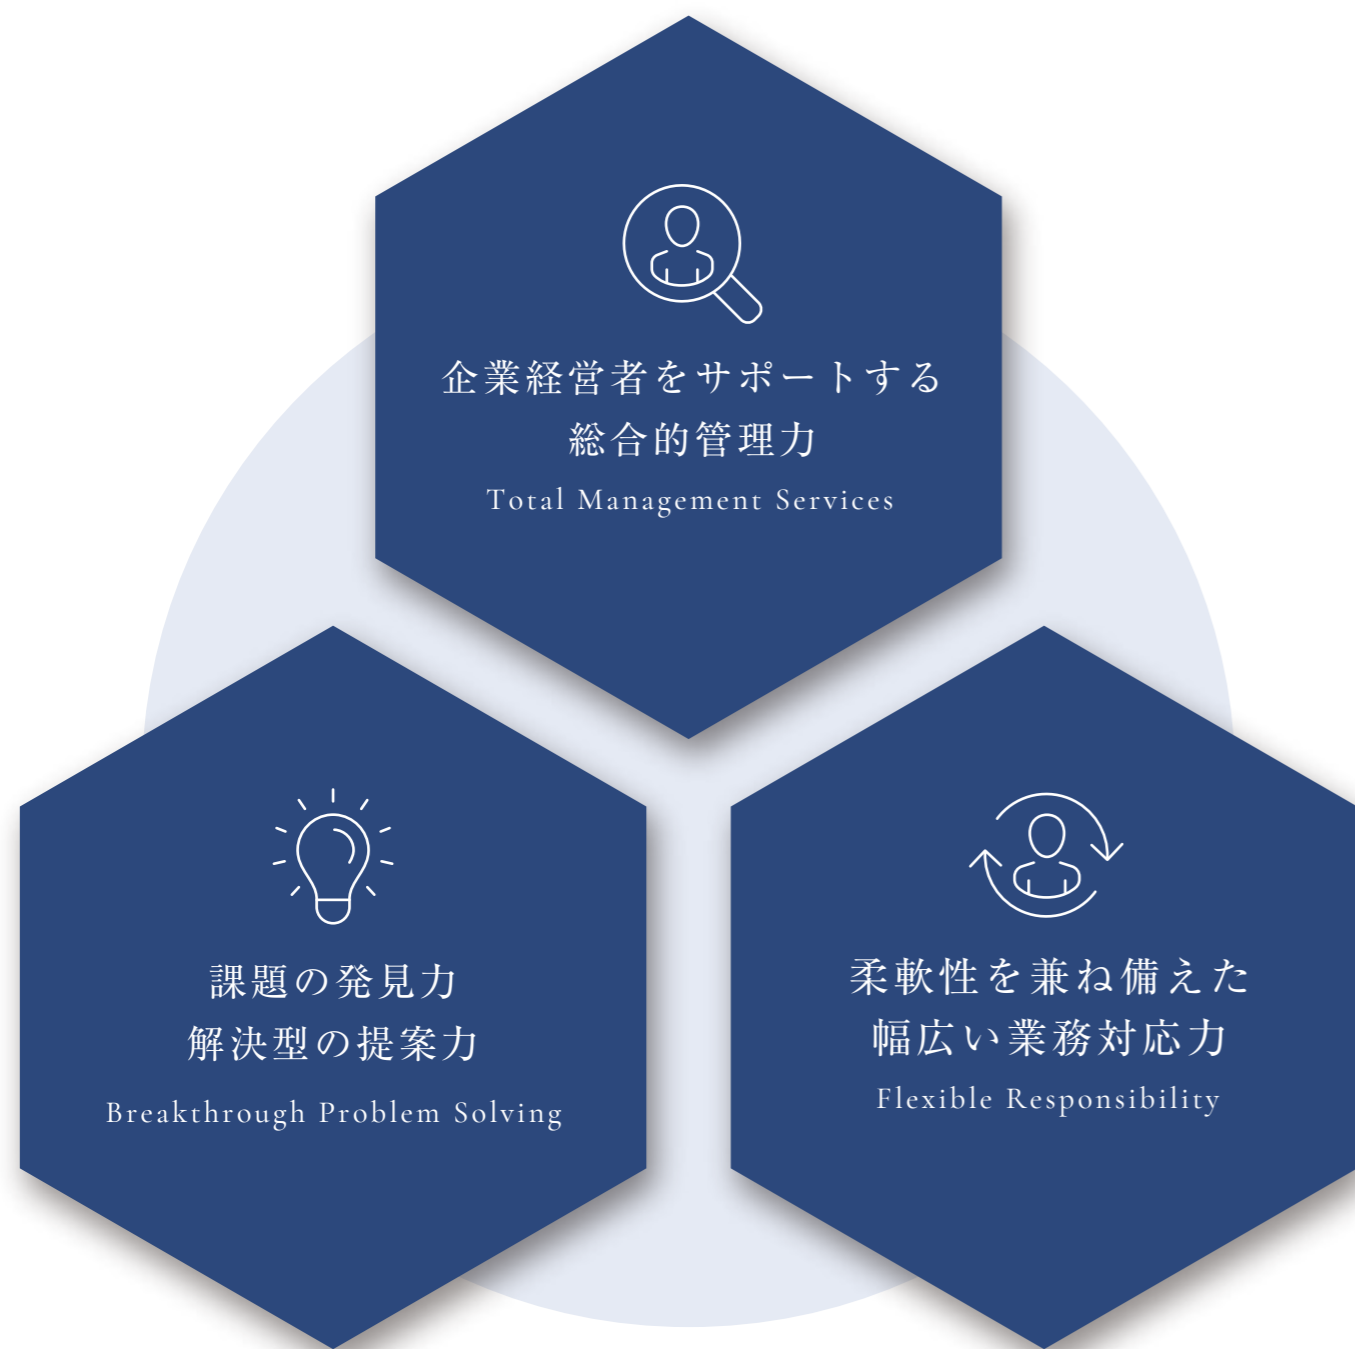 企業経営者をサポートする
総合的管理力
Total Management Services
課題の発見力
解決型の提案力
Breakthrough Problem Solving
柔軟性を兼ね備えた
幅広い業務対応力
Flexible Responsibility